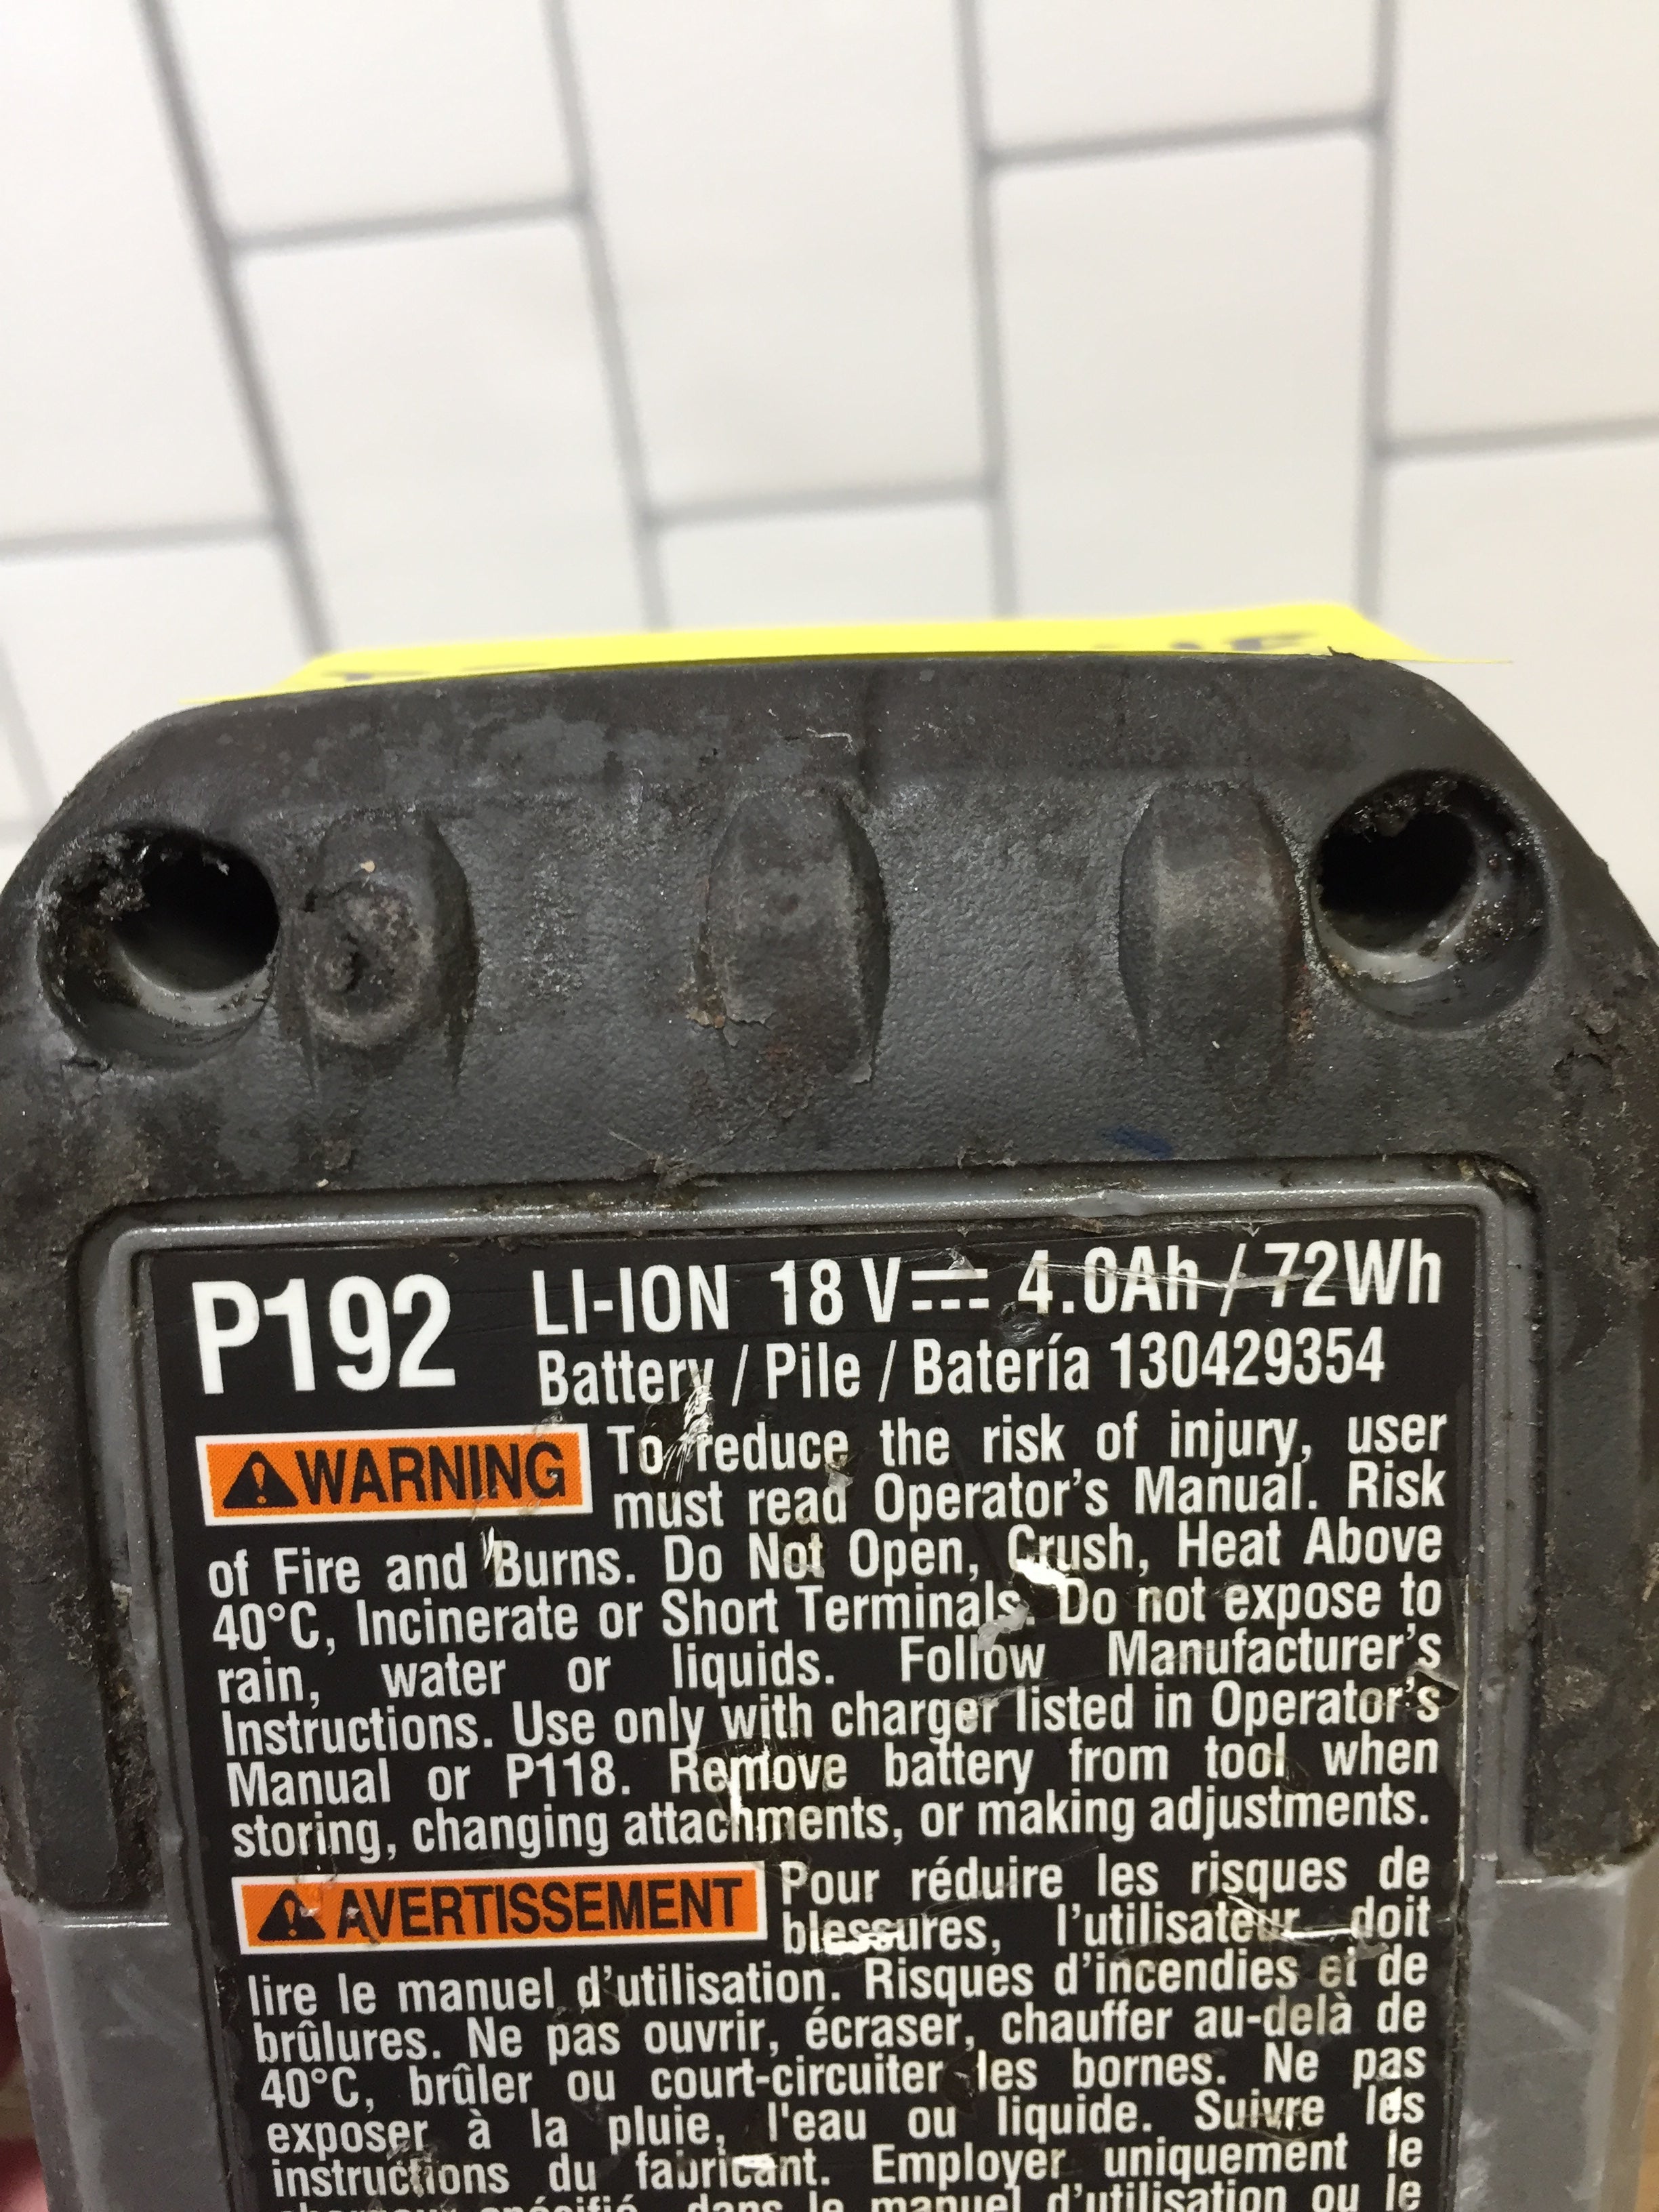 P192 LI-ION 18 V 4.0Ah / 72Wh
Battery / Pile / Batería 130429354
WARNING To reduce the risk of injury, user
must read Operator's Manual. Risk
of Fire and Burns. Do Not Open, Crush, Heat Above
40°C, Incinerate or Short Terminals. Do not expose to
rain, water or liquids. Follow Manufacturer's
Instructions. Use only with charger listed in Operator's
Manual or P118. Remove battery from tool when
storing, changing attachments, or making adjustments.
AVERTISSEMENT Pour réduire les risques de
blessures, l'utilisateur doit
lire le manuel d'utilisation. Risques d'incendies et de
brûlures. Ne pas ouvrir, écraser, chauffer au-delà de
40°C, brûler ou court-circuiter les bornes. Ne pas
exposer à la pluie, l'eau ou liquide. Suivre les
instructions du fabricant. Employer uniquement le
dans le manuel d'utilisation ou le